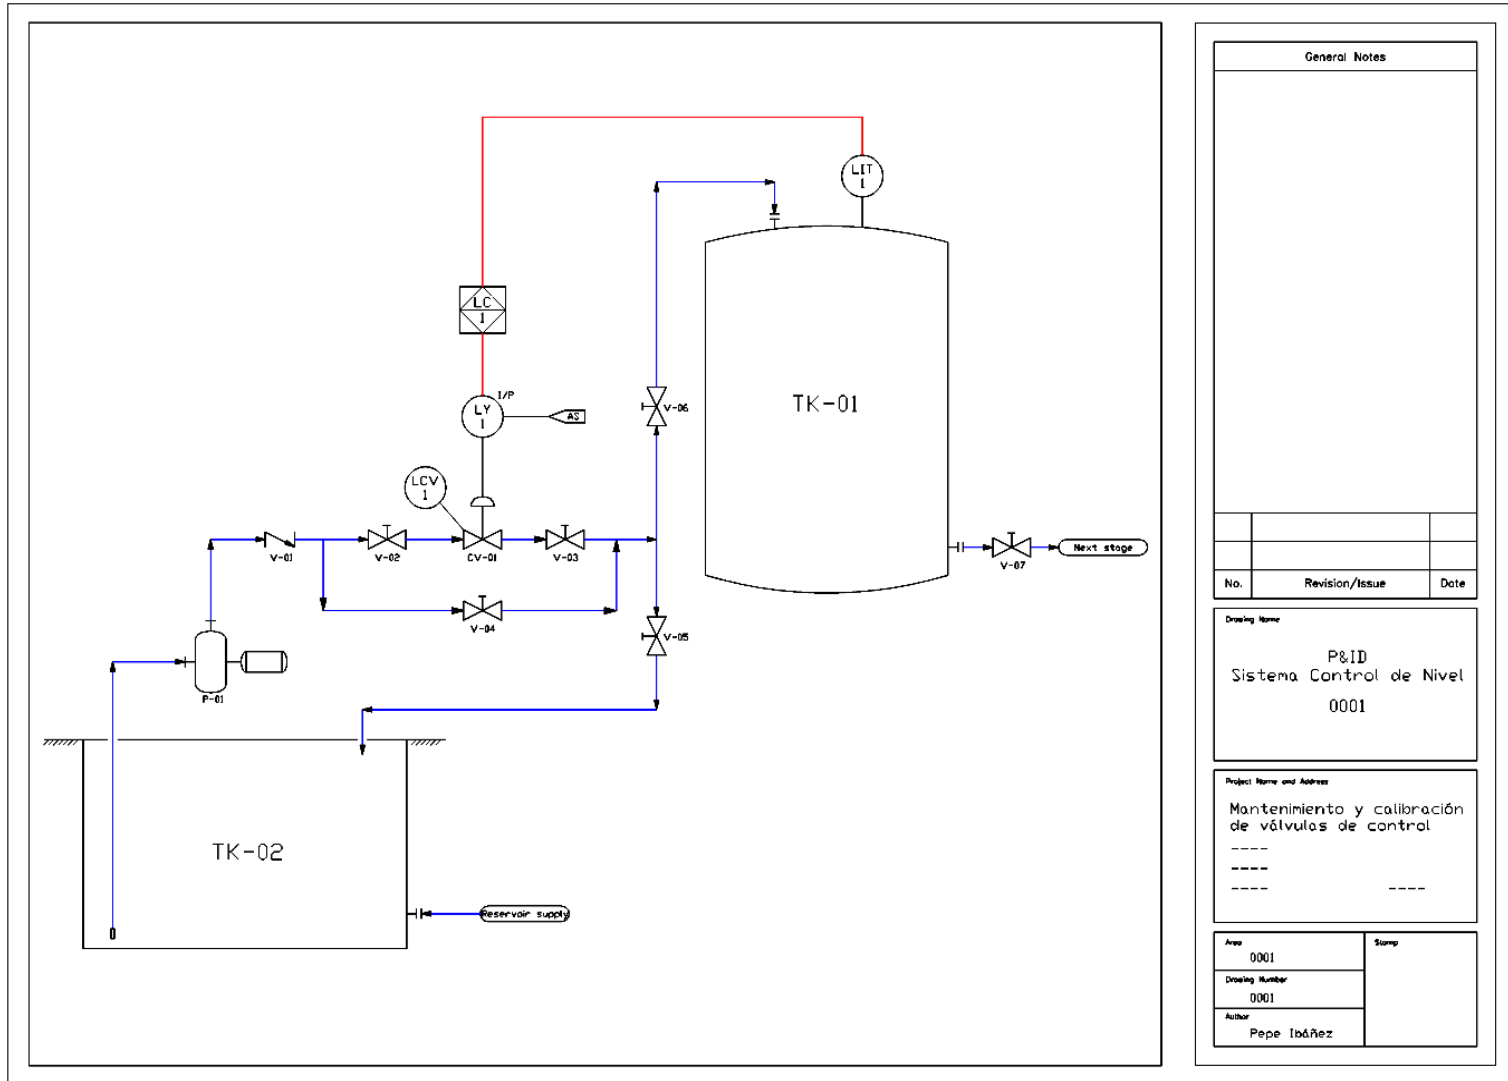 LIT
1
LC
1
I/P
LY
1
AS
TK-01
V-06
LCV
1
V-01
V-02
CV-01
V-03
V-07
Next stage
V-04
V-05
P-01
TK-02
Reservoir supply
General Notes
No.
Revision/Issue
Date
Drawing Name
P&ID
Sistema Control de Nivel
0001
Project Name and Address
Mantenimiento y calibración
de válvulas de control
----
----
----
----
Area
0001
Stamp
Drawing Number
0001
Author
Pepe Ibáñez